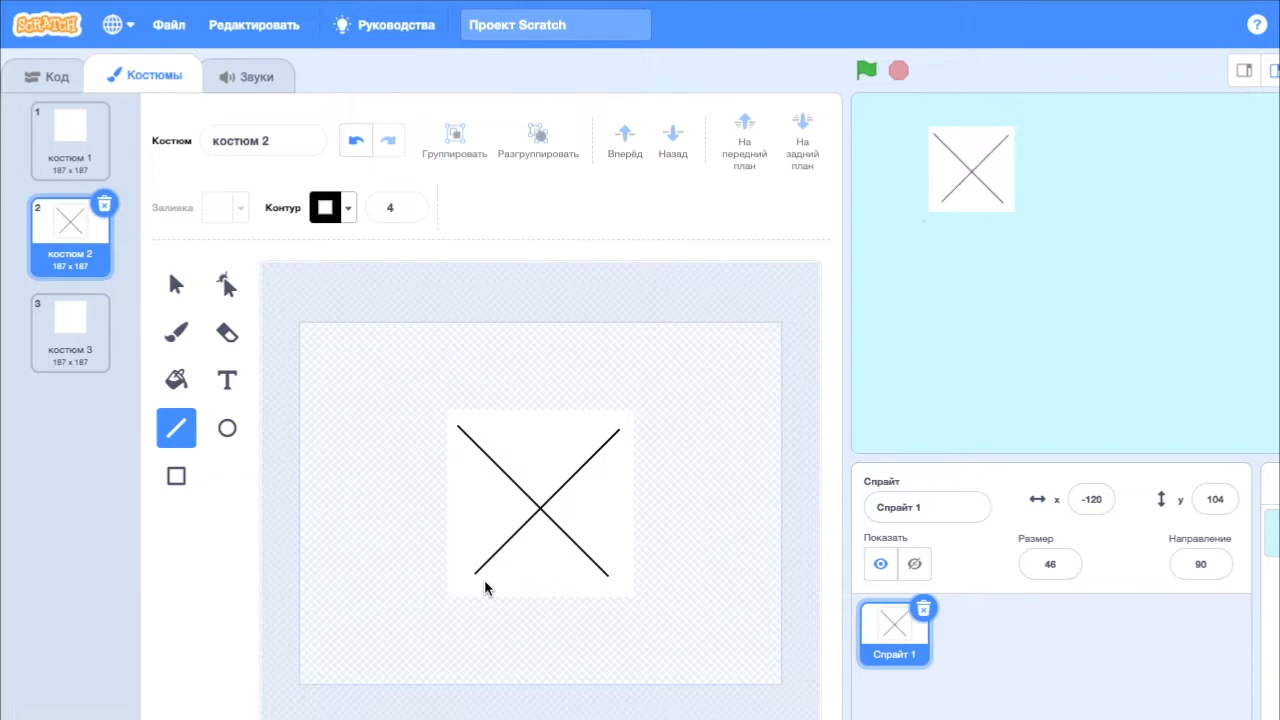 SCRATCH
Файл
Редактировать
Руководства
Проект Scratch
?
Код
Костюмы
Звуки
1
костюм 1
187 x 187
2
костюм 2
187 x 187
3
костюм 3
187 x 187
Костюм
костюм 2
Группировать
Разгруппировать
Вперёд
Назад
На
передний
план
На
задний
план
Заливка
Контур
4
T
Спрайт
Спрайт 1
x
-120
y
104
Показать
Размер
46
Направление
90
Спрайт 1